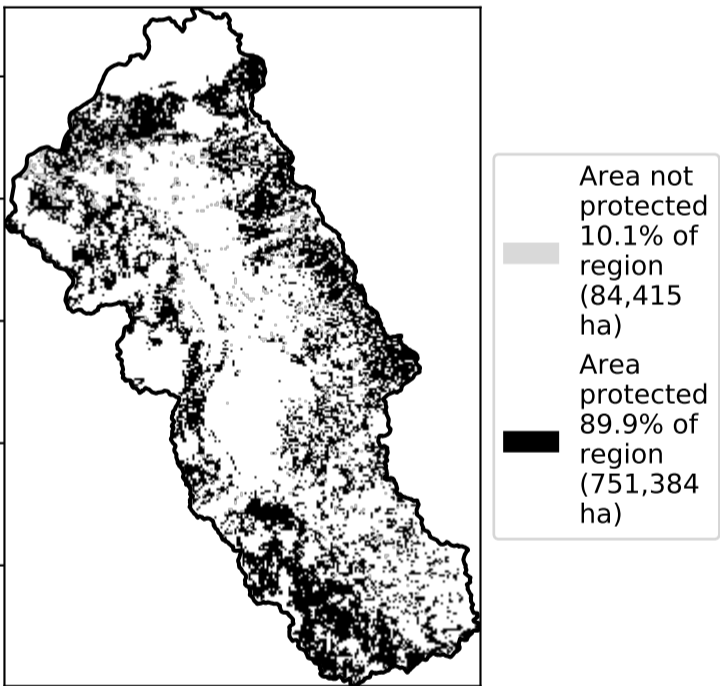 Area not
protected
10.1% of
region
(84,415
ha)
Area
protected
89.9% of
region
(751,384
ha)